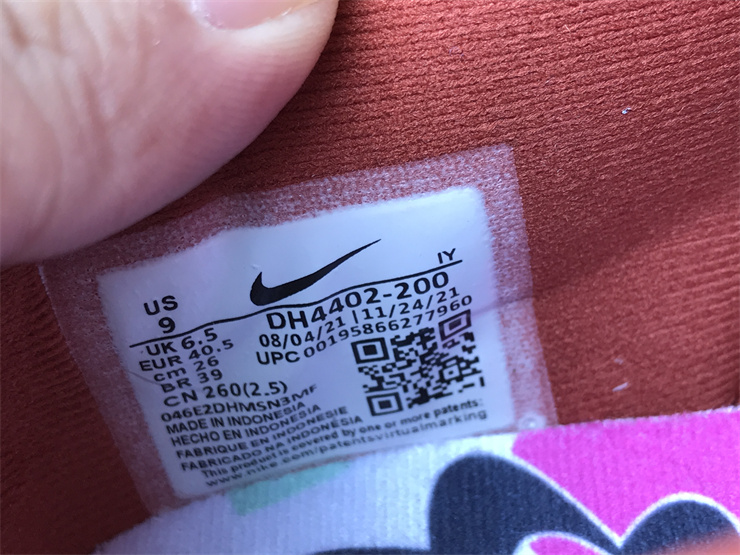 IY
US
9
DH4402-200
UK 6.5
08/04/21 | 11/24/21
EUR 40.5
UPC 00195866277960
cm 26
BR 39
CN 260(2.5)
046E2DHMSN3MF
MADE IN INDONESIA
HECHO EN INDONESIA
FABRIQUE EN INDONESIE
FABRICADO NA INDONÉSIA
This product is covered by one or more patents:
www.nike.com/patentsvirtualmarking